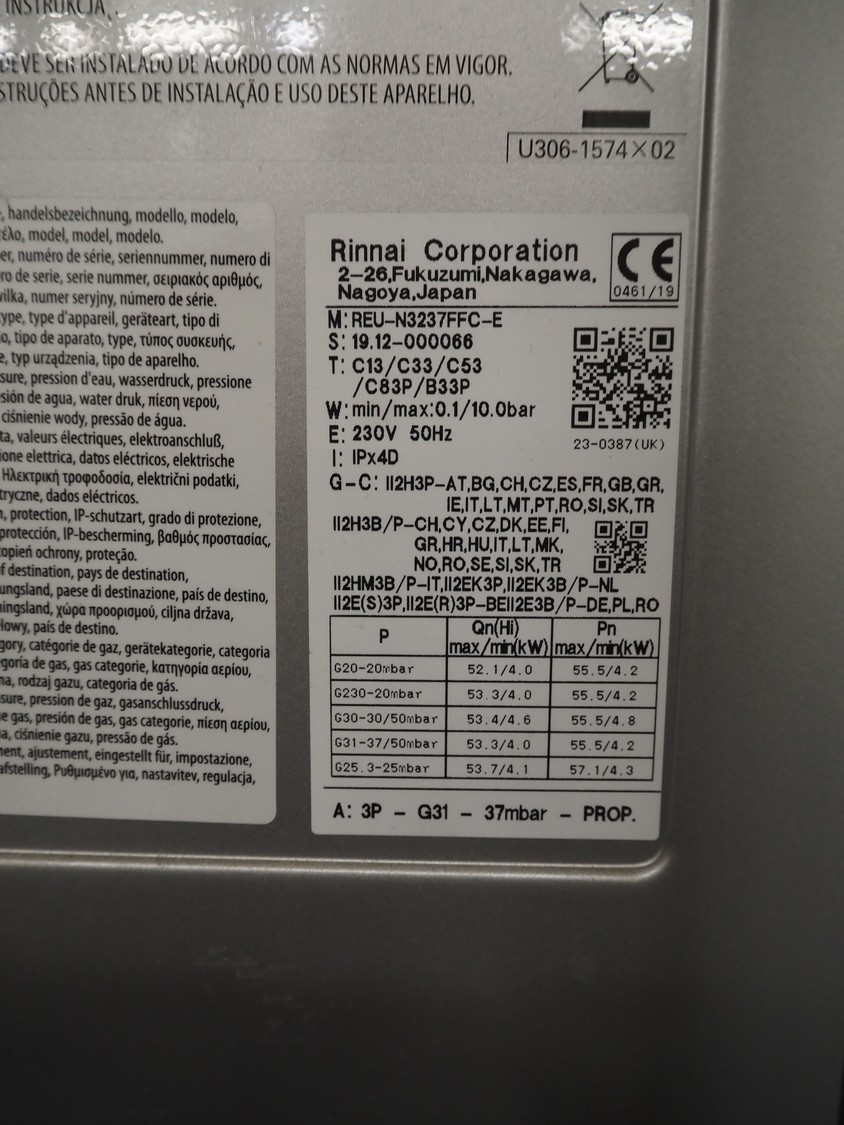 INSTRUKCJA,
DEVE SER INSTALADO DE ACORDO COM AS NORMAS EM VIGOR.
STRUÇÕES ANTES DE INSTALAÇÃO E USO DESTE APARELHO.
U306-1574×02
, handelsbezeichnung, modello, modelo,
έλο, model, model, modelo.
er, numéro de série, seriennummer, numero di
ro de serie, serie nummer, σειριακός αριθμός,
vilka, numer seryjny, número de série.
ype, type d'appareil, geräteart, tipo di
o, tipo de aparato, type, τύπος συσκευής,
e, typ urządzenia, tipo de aparelho.
sure, pression d'eau, wasserdruck, pressione
sión de agua, water druk, πίεση νερού,
ciśnienie wody, pressão de água.
ta, valeurs électriques, elektroanschluß,
ione elettrica, datos eléctricos, elektrische
Ηλεκτρική τροφοδοσία, električni podatki,
tryczne, dados eléctricos.
n, protection, IP-schutzart, grado di protezione,
protección, IP-bescherming, βαθμός προστασίας,
topień ochrony, proteção.
f destination, pays de destination,
ungsland, paese di destinazione, país de destino,
ingsland, χώρα προορισμού, ciljna država,
lowy, país de destino.
gory, catégorie de gaz, gerätekategorie, categoria
goría de gas, gas categorie, κατηγορία αερίου,
na, rodzaj gazu, categoria de gás.
sure, pression de gaz, gasanschlussdruck,
e gas, presión de gas, gas categorie, πίεση αερίου,
a, ciśnienie gazu, pressão de gás.
ment, ajustement, eingestellt für, impostazione,
afstelling, Ρυθμισμένο για, nastavitev, regulacja,
Rinnai Corporation
2-26,Fukuzumi,Nakagawa,
Nagoya,Japan
CE
0461/19
M: REU-N3237FFC-E
S: 19.12-000066
T: C13/C33/C53
/C83P/B33P
W: min/max:0.1/10.0bar
E: 230V 50Hz
I: IPx4D
23-0387(UK)
G-C: II2H3P-AT,BG,CH,CZ,ES,FR,GB,GR,
IE,IT,LT,MT,PT,RO,SI,SK,TR
II2H3B/P-CH,CY,CZ,DK,EE,FI,
GR,HR,HU,IT,LT,MK,
NO,RO,SE,SI,SK,TR
II2HM3B/P-IT,II2EK3P,II2EK3B/P-NL
II2E(S)3P,II2E(R)3P-BEII2E3B/P-DE,PL,RO
P Qn(Hi) max/min(kW) Pn max/min(kW)
G20-20mbar 52.1/4.0 55.5/4.2
G230-20mbar 53.3/4.0 55.5/4.2
G30-30/50mbar 53.4/4.6 55.5/4.8
G31-37/50mbar 53.3/4.0 55.5/4.2
G25.3-25mbar 53.7/4.1 57.1/4.3
A: 3P - G31 - 37mbar - PROP.